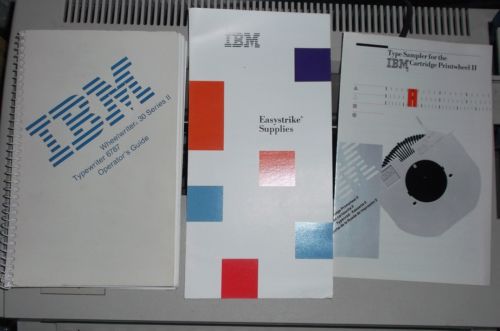 IBM
Wheelwriter® 30 Series II
Typewriter 6787
Operator's Guide
IBM
Easystrike®
Supplies
Type Sampler for the
IBM® Cartridge Printwheel II
IBM